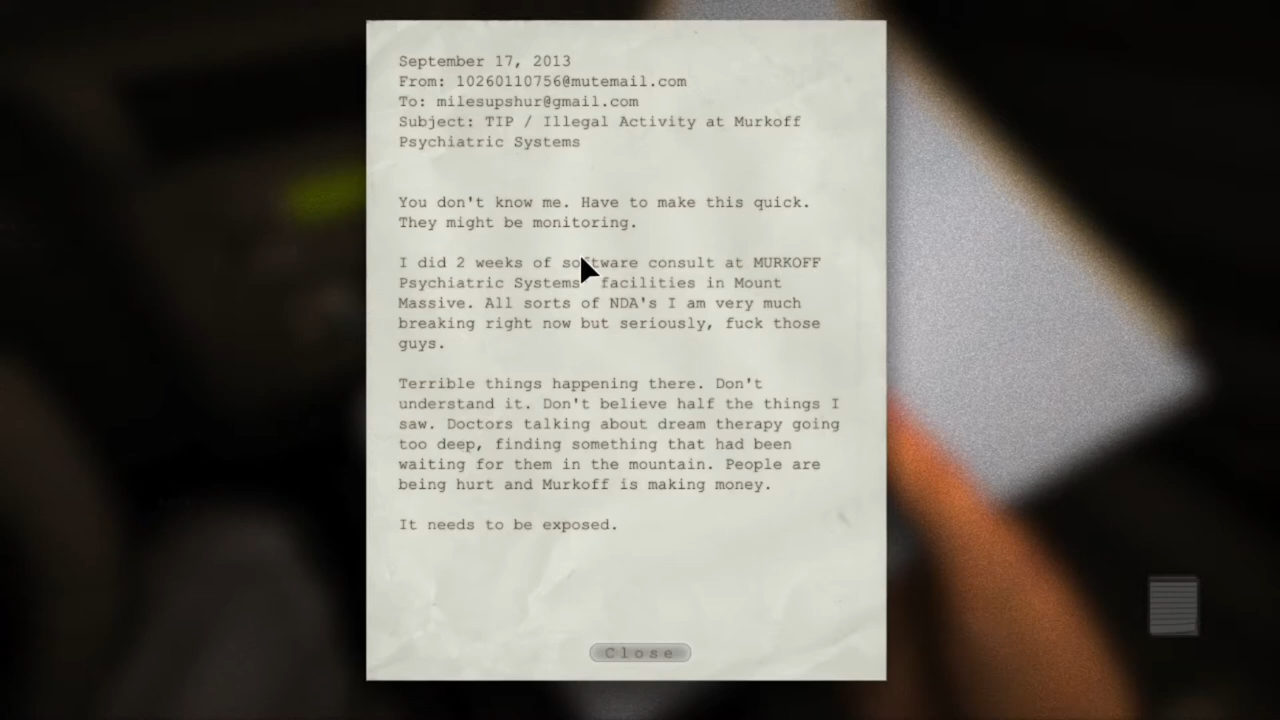 September 17, 2013
From: 10260110756@mutemail.com
To: milesupshur@gmail.com
Subject: TIP / Illegal Activity at Murkoff
Psychiatric Systems
You don't know me. Have to make this quick.
They might be monitoring.
I did 2 weeks of software consult at MURKOFF
Psychiatric Systems' facilities in Mount
Massive. All sorts of NDA's I am very much
breaking right now but seriously, fuck those
guys.
Terrible things happening there. Don't
understand it. Don't believe half the things I
saw. Doctors talking about dream therapy going
too deep, finding something that had been
waiting for them in the mountain. People are
being hurt and Murkoff is making money.
It needs to be exposed.
Close